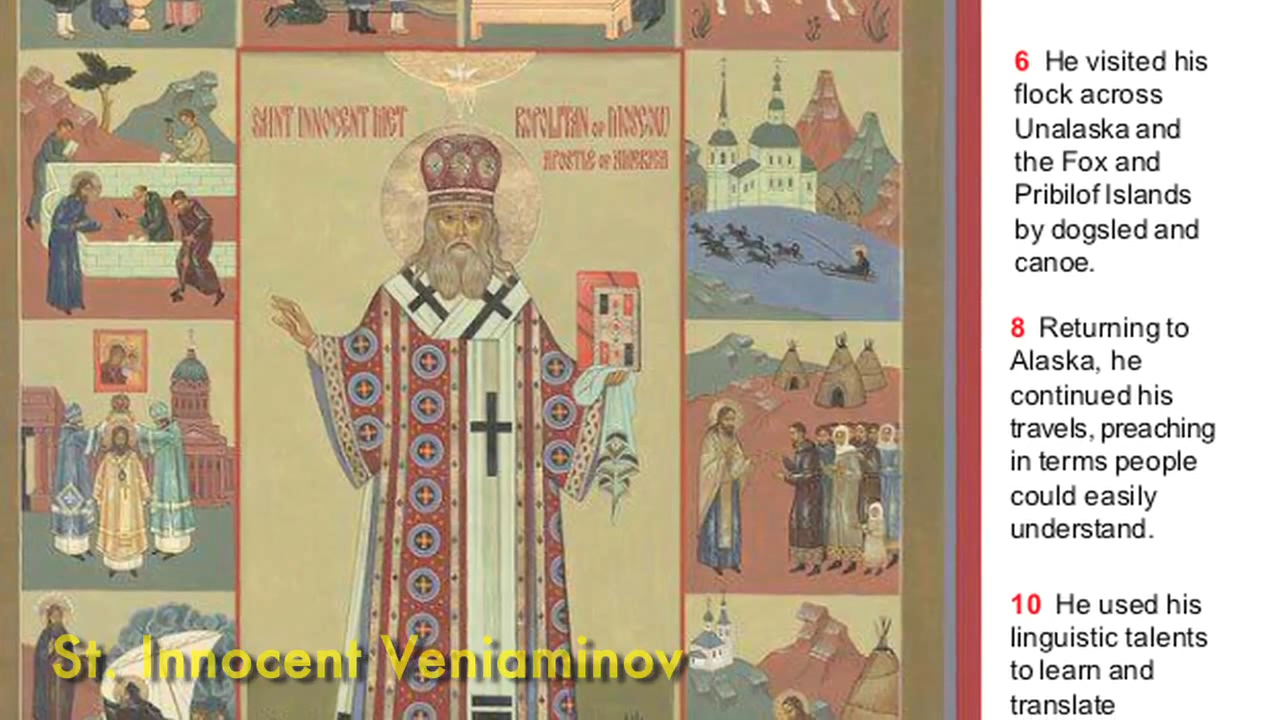 SAINT INNOCENT MET ROPOLITAN OF MOSCOW
APOSTLE OF AMERICA
6 He visited his
flock across
Unalaska and
the Fox and
Pribilof Islands
by dogsled and
canoe.
8 Returning to
Alaska, he
continued his
travels, preaching
in terms people
could easily
understand.
10 He used his
linguistic talents
to learn and
translate
St. Innocent Veniaminov